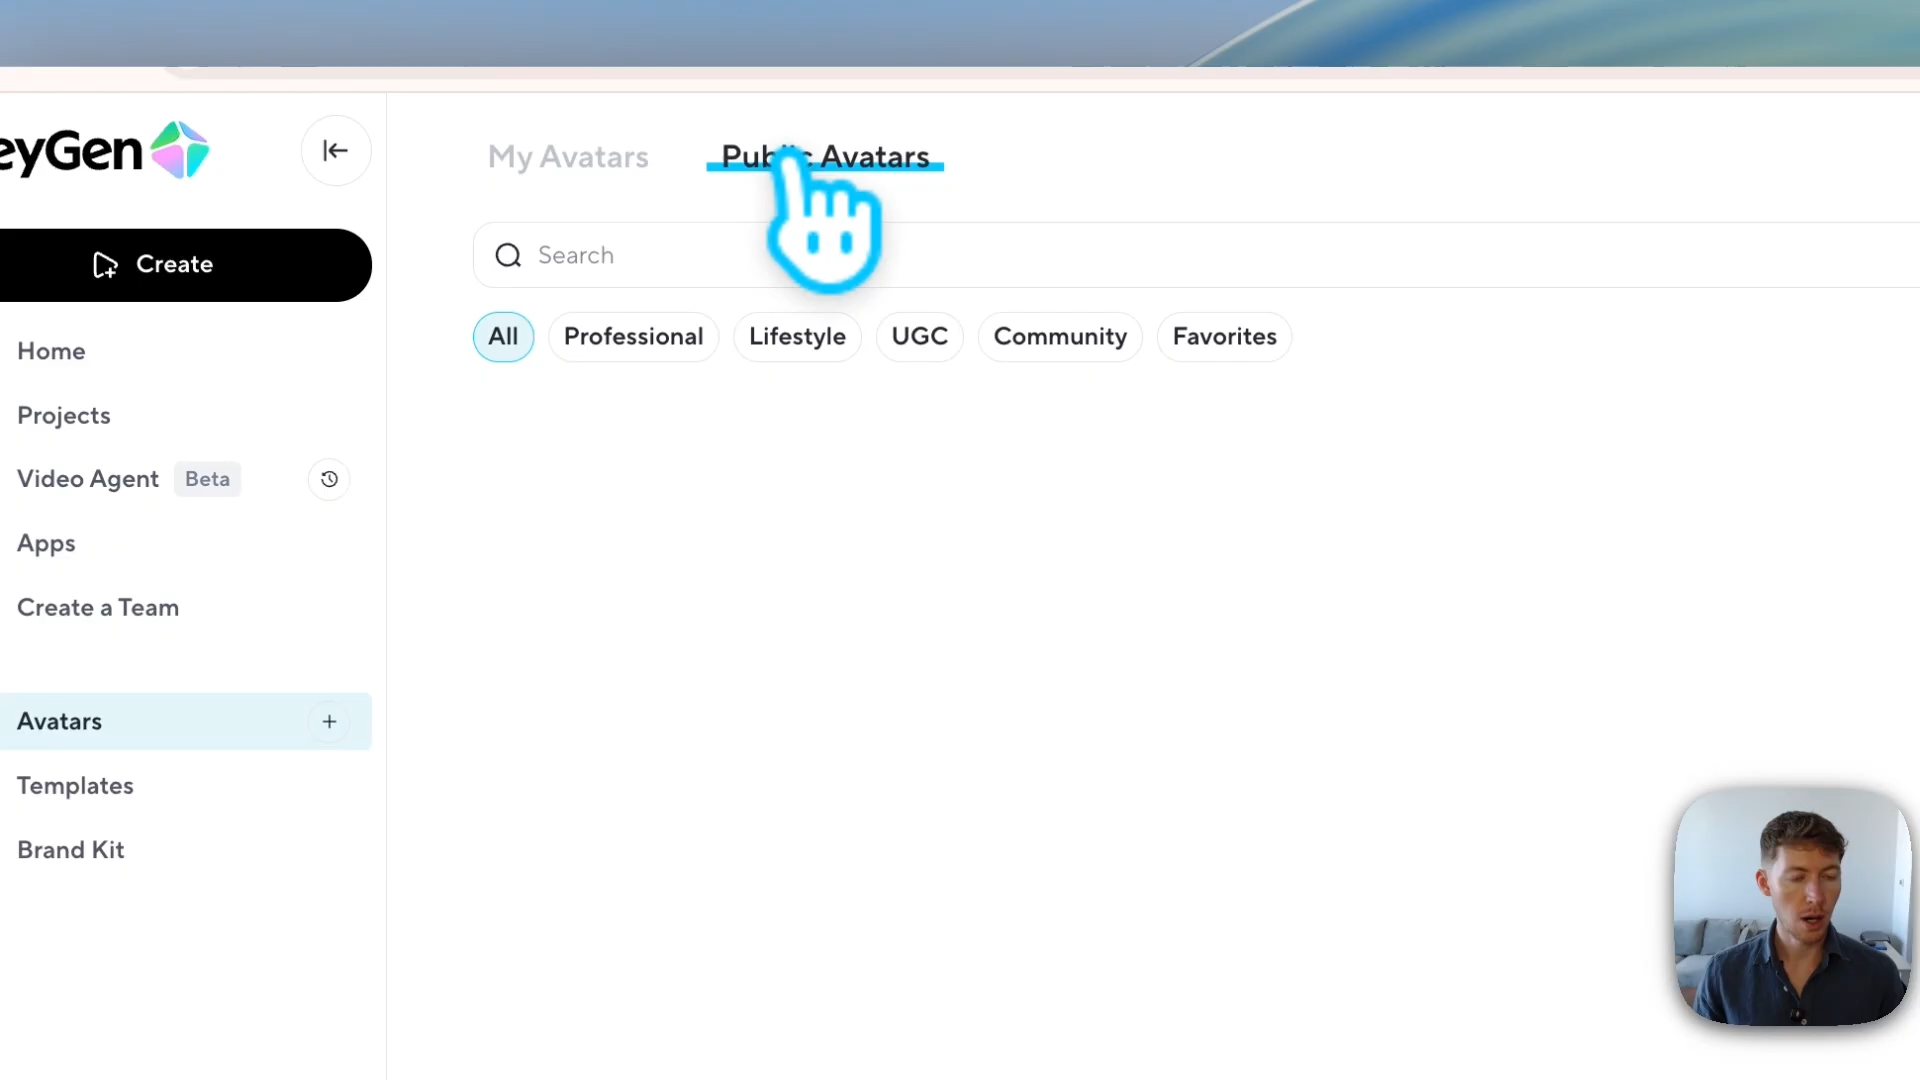 eyGen
My Avatars
Public Avatars
Create
Search
All
Professional
Lifestyle
UGC
Community
Favorites
Home
Projects
Video Agent
Beta
Apps
Create a Team
Avatars
Templates
Brand Kit